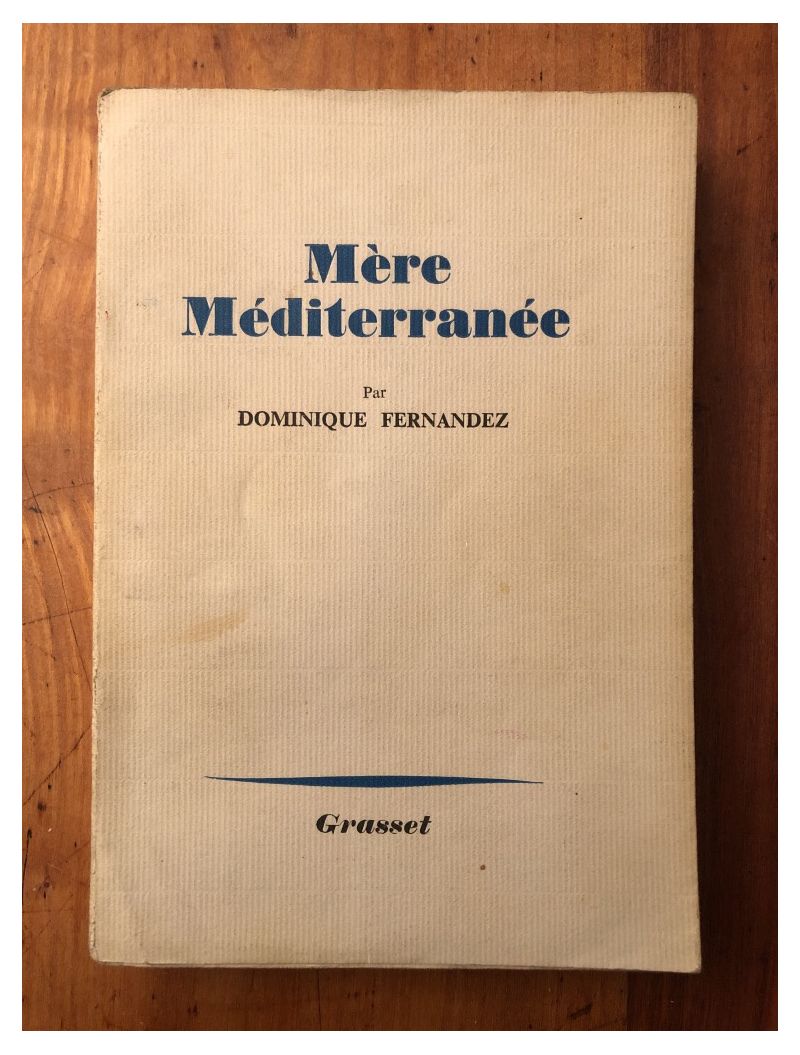 Mère
Méditerranée
Par
DOMINIQUE FERNANDEZ
Grasset